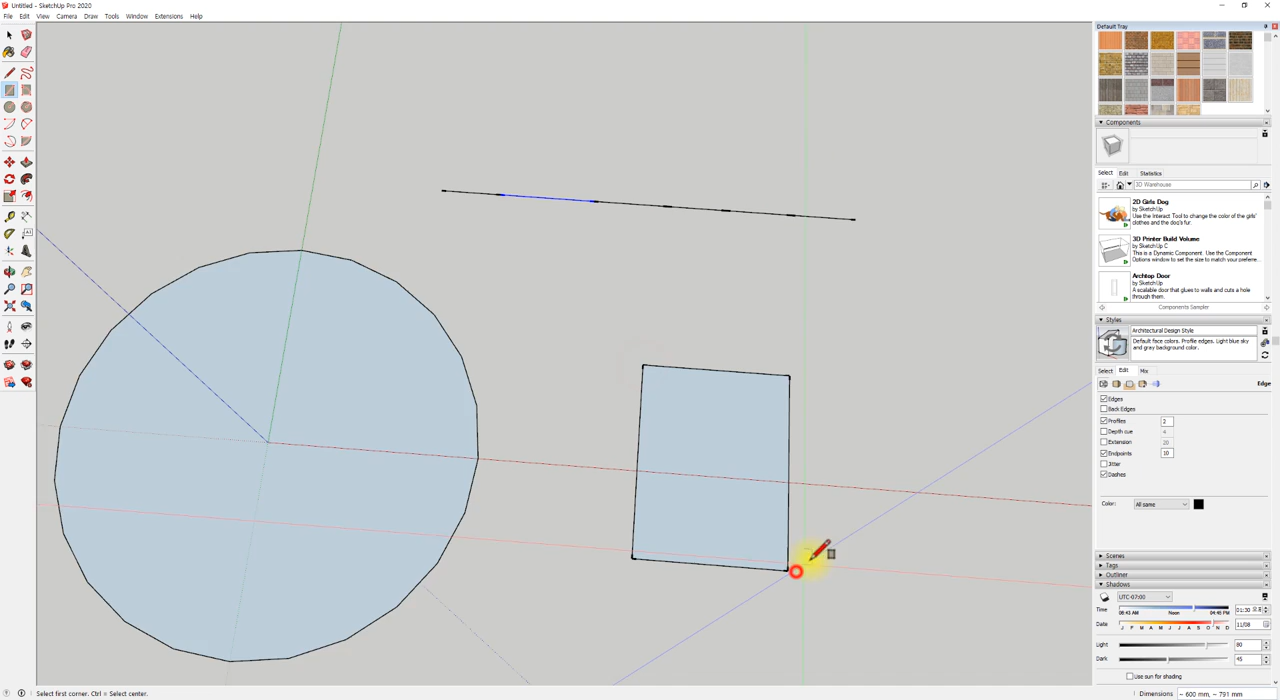 Untitled - SketchUp Pro 2020
File Edit View Camera Draw Tools Window Extensions Help
Default Tray
Components
Select Edit Statistics
3D Warehouse
2D Girls Dog
by SketchUp
Use the Interact Tool to change the color of the girls'
clothes and the dog's fur.
3D Printer Build Volume
by SketchUp C
This is a Dynamic Component. Use the Component
Options window to set the size to match your preferre...
Archtop Door
by SketchUp
A scalable door that glues to walls and cuts a hole
through them.
Components Sampler
Styles
Architectural Design Style
Default face colors. Profile edges. Light blue sky
and gray background color.
Select Edit Mix
Edge
Edges
Back Edges
Profiles 2
Depth cue 4
Extension 20
Endpoints 10
Jitter
Dashes
Color: All same
Scenes
Tags
Outliner
Shadows
UTC-07:00
Time 06:43 AM Noon 04:45 PM 01:30
Date J F M A M J J A S O N D 11/08
Light 80
Dark 45
Use sun for shading
Select first corner. Ctrl = Select center.
Dimensions ~ 600 mm, ~ 791 mm